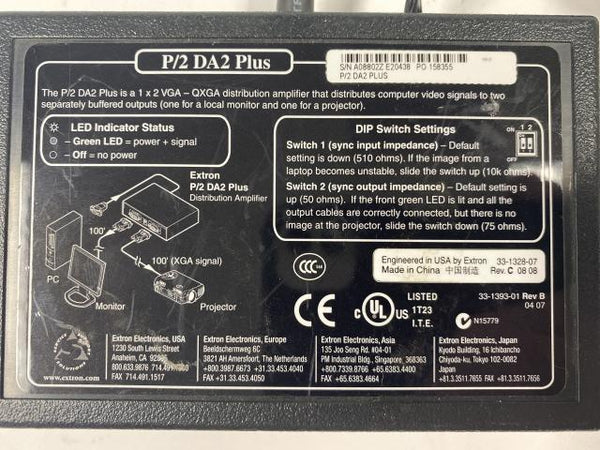 P/2 DA2 Plus
S/N A08802Z E20438 PO 158355
P/2 DA2 PLUS
The P/2 DA2 Plus is a 1 x 2 VGA – QXGA distribution amplifier that distributes computer video signals to two
separately buffered outputs (one for a local monitor and one for a projector).
LED Indicator Status
– Green LED = power + signal
– Off = no power
DIP Switch Settings
Switch 1 (sync input impedance) – Default
setting is down (510 ohms). If the image from a
laptop becomes unstable, slide the switch up (10k ohms).
Switch 2 (sync output impedance) – Default setting is
up (50 ohms). If the front green LED is lit and all the
output cables are correctly connected, but there is no
image at the projector, slide the switch down (75 ohms).
ON 1 2
OFF
Extron
P/2 DA2 Plus
Distribution Amplifier
100'
100' (XGA signal)
PC
Monitor
Projector
CCC
Engineered in USA by Extron 33-1328-07
Made in China 中国制造 Rev. C 08 08
CE
c UL US
LISTED
1T23
I.T.E.
N15779
33-1393-01 Rev B
04 07
www.extron.com
Extron Electronics, USA
1230 South Lewis Street
Anaheim, CA 92805
800.633.9876 714.491
FAX 714.491.1517
Extron Electronics, Europe
Beeldschermweg 6C
3821 AH Amersfoort, The Netherlands
+800.3987.6673 +31.33.453.4040
FAX +31.33.453.4050
Extron Electronics, Asia
135 Joo Seng Rd. #04-01
PM Industrial Bldg., Singapore, 368363
+800.7339.8766 +65.6383.4400
FAX +65.6383.4664
Extron Electronics, Japan
Kyodo Building, 16 Ichibancho
Chiyoda-ku, Tokyo 102-0082
Japan
+81.3.3511.7655 FAX +81.3.3511.7656